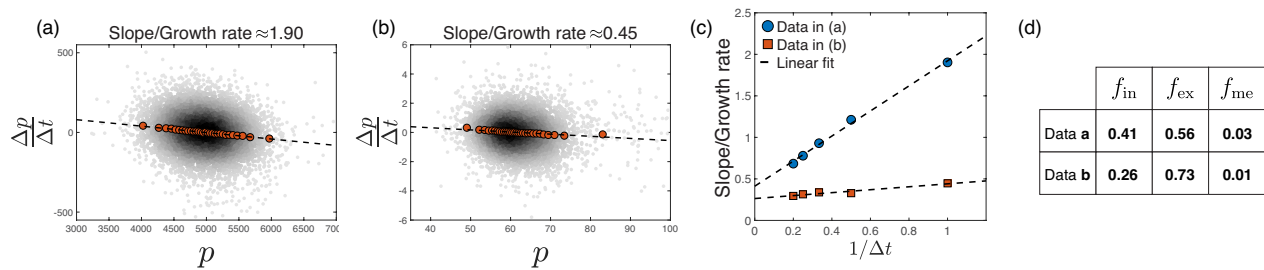 (a)
Slope/Growth rate ≈1.90
Δp/Δt
500
0
-500
3000 3500 4000 4500 5000 5500 6000 6500 7000
p
(b)
Slope/Growth rate ≈0.45
Δp/Δt
6
4
2
0
-2
-4
-6
40 50 60 70 80 90 100
p
(c)
Slope/Growth rate
2.5
2
1.5
1
0.5
0
0 0.2 0.4 0.6 0.8 1
1/Δt
Data in (a)
Data in (b)
Linear fit
(d)
f_in f_ex f_me
Data a 0.41 0.56 0.03
Data b 0.26 0.73 0.01